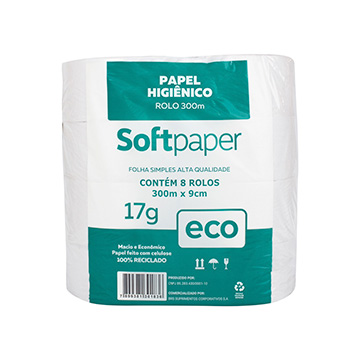 PAPEL
HIGIÊNICO
ROLO 300m
Softpaper
FOLHA SIMPLES ALTA QUALIDADE
CONTÉM 8 ROLOS
300m x 9cm
17g
eco
Macio e Econômico
Papel feito com celulose
100% RECICLADO
PRODUZIDO POR:
COMERCIALIZADO POR: